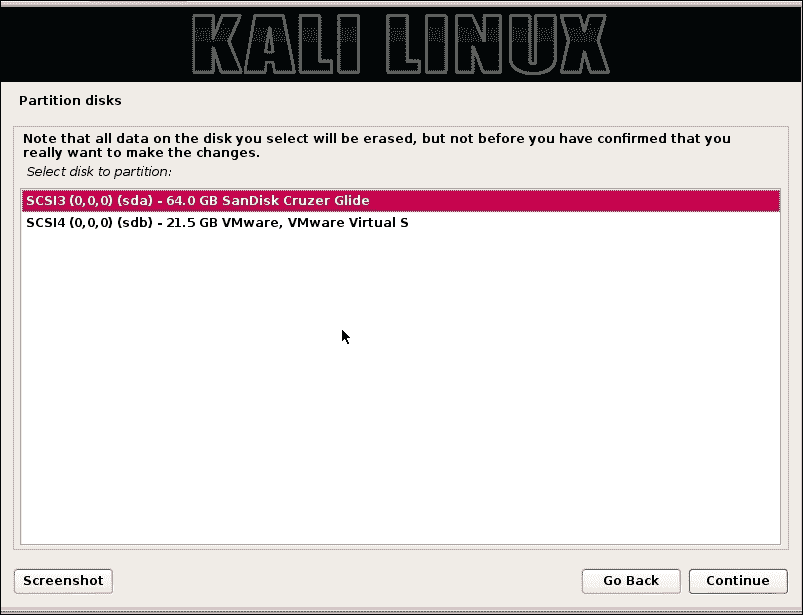 KALI LINUX
Partition disks
Note that all data on the disk you select will be erased, but not before you have confirmed that you
really want to make the changes.
Select disk to partition:
SCSI3 (0,0,0) (sda) - 64.0 GB SanDisk Cruzer Glide
SCSI4 (0,0,0) (sdb) - 21.5 GB VMware, VMware Virtual S
Screenshot
Go Back
Continue